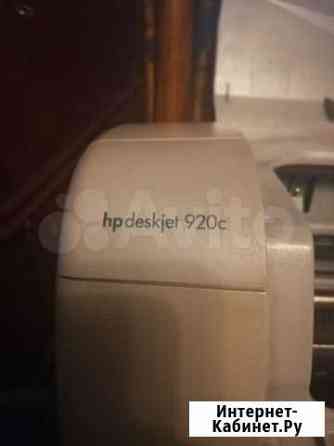 hp deskjet 920c
Avito
Интернет-
Кабинет.Ру